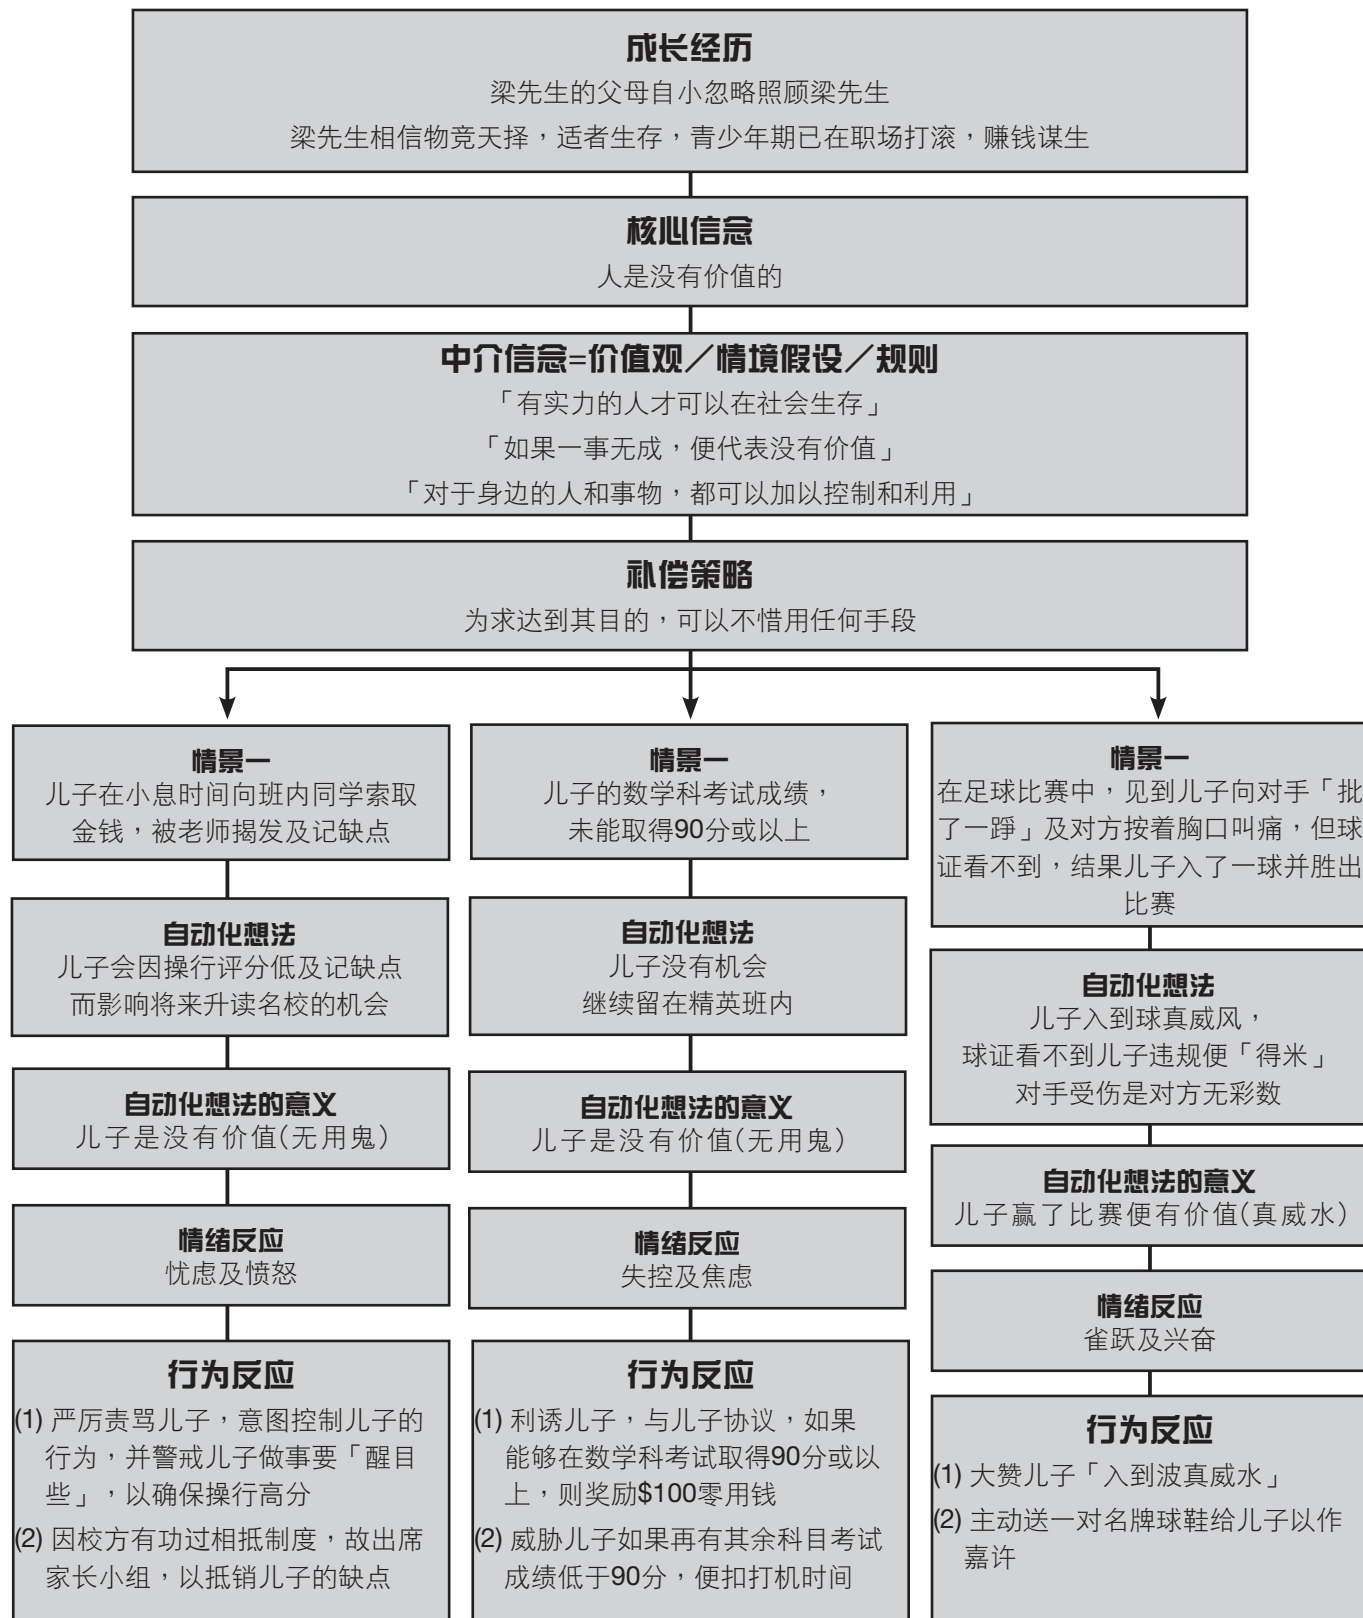 成长经历
梁先生的父母自小忽略照顾梁先生
梁先生相信物竞天择，适者生存，青少年期已在职场打滚，赚钱谋生
核心信念
人是没有价值的
中介信念=价值观／情境假设／规则
「有实力的人才可以在社会生存」
「如果一事无成，便代表没有价值」
「对于身边的人和事物，都可以加以控制和利用」
补偿策略
为求达到其目的，可以不惜用任何手段
情景一
儿子在小息时间向班内同学索取
金钱，被老师揭发及记缺点
自动化想法
儿子会因操行评分低及记缺点
而影响将来升读名校的机会
自动化想法的意义
儿子是没有价值(无用鬼)
情绪反应
忧虑及愤怒
行为反应
(1) 严厉责骂儿子，意图控制儿子的
行为，并警戒儿子做事要「醒目
些」，以确保操行高分
(2) 因校方有功过相抵制度，故出席
家长小组，以抵销儿子的缺点
情景一
儿子的数学科考试成绩，
未能取得90分或以上
自动化想法
儿子没有机会
继续留在精英班内
自动化想法的意义
儿子是没有价值(无用鬼)
情绪反应
失控及焦虑
行为反应
(1) 利诱儿子，与儿子协议，如果
能够在数学科考试取得90分或以
上，则奖励$100零用钱
(2) 威胁儿子如果再有其余科目考试
成绩低于90分，便扣打机时间
情景一
在足球比赛中，见到儿子向对手「批
了一踭」及对方按着胸口叫痛，但球
证看不到，结果儿子入了一球并胜出
比赛
自动化想法
儿子入到球真威风，
球证看不到儿子违规便「得米」
对手受伤是对方无彩数
自动化想法的意义
儿子赢了比赛便有价值(真威水)
情绪反应
雀跃及兴奋
行为反应
(1) 大赞儿子「入到波真威水」
(2) 主动送一对名牌球鞋给儿子以作
嘉许